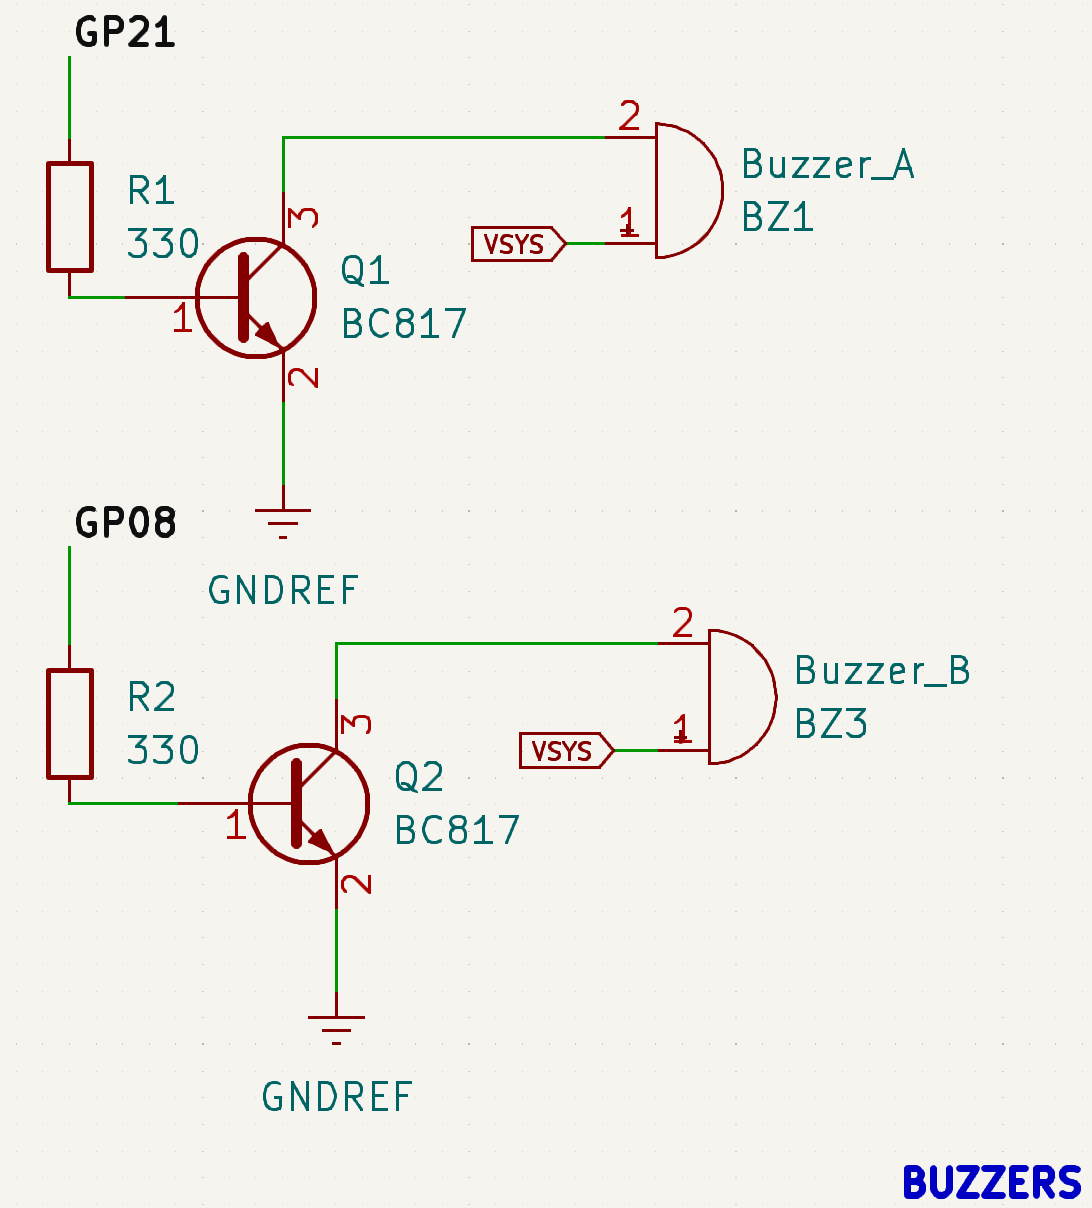 GP21
2
R1
Buzzer_A
3
1
BZ1
330
VSYS
Q1
1
BC817
2
GP08
GNDREF
2
R2
Buzzer_B
3
1
BZ3
330
VSYS
Q2
1
BC817
2
GNDREF
BUZZERS